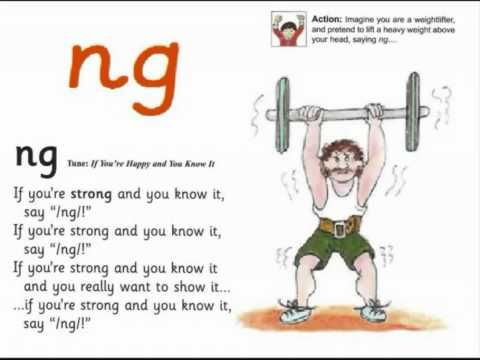 ng
Action: Imagine you are a weightlifter,
and pretend to lift a heavy weight above
your head, saying ng....
ng Tune: If You're Happy and You Know It
If you're strong and you know it,
say “/ng/!”
If you're strong and you know it,
say “/ng/!”
If you're strong and you know it
and you really want to show it...
...if you're strong and you know it,
say “/ng/!”